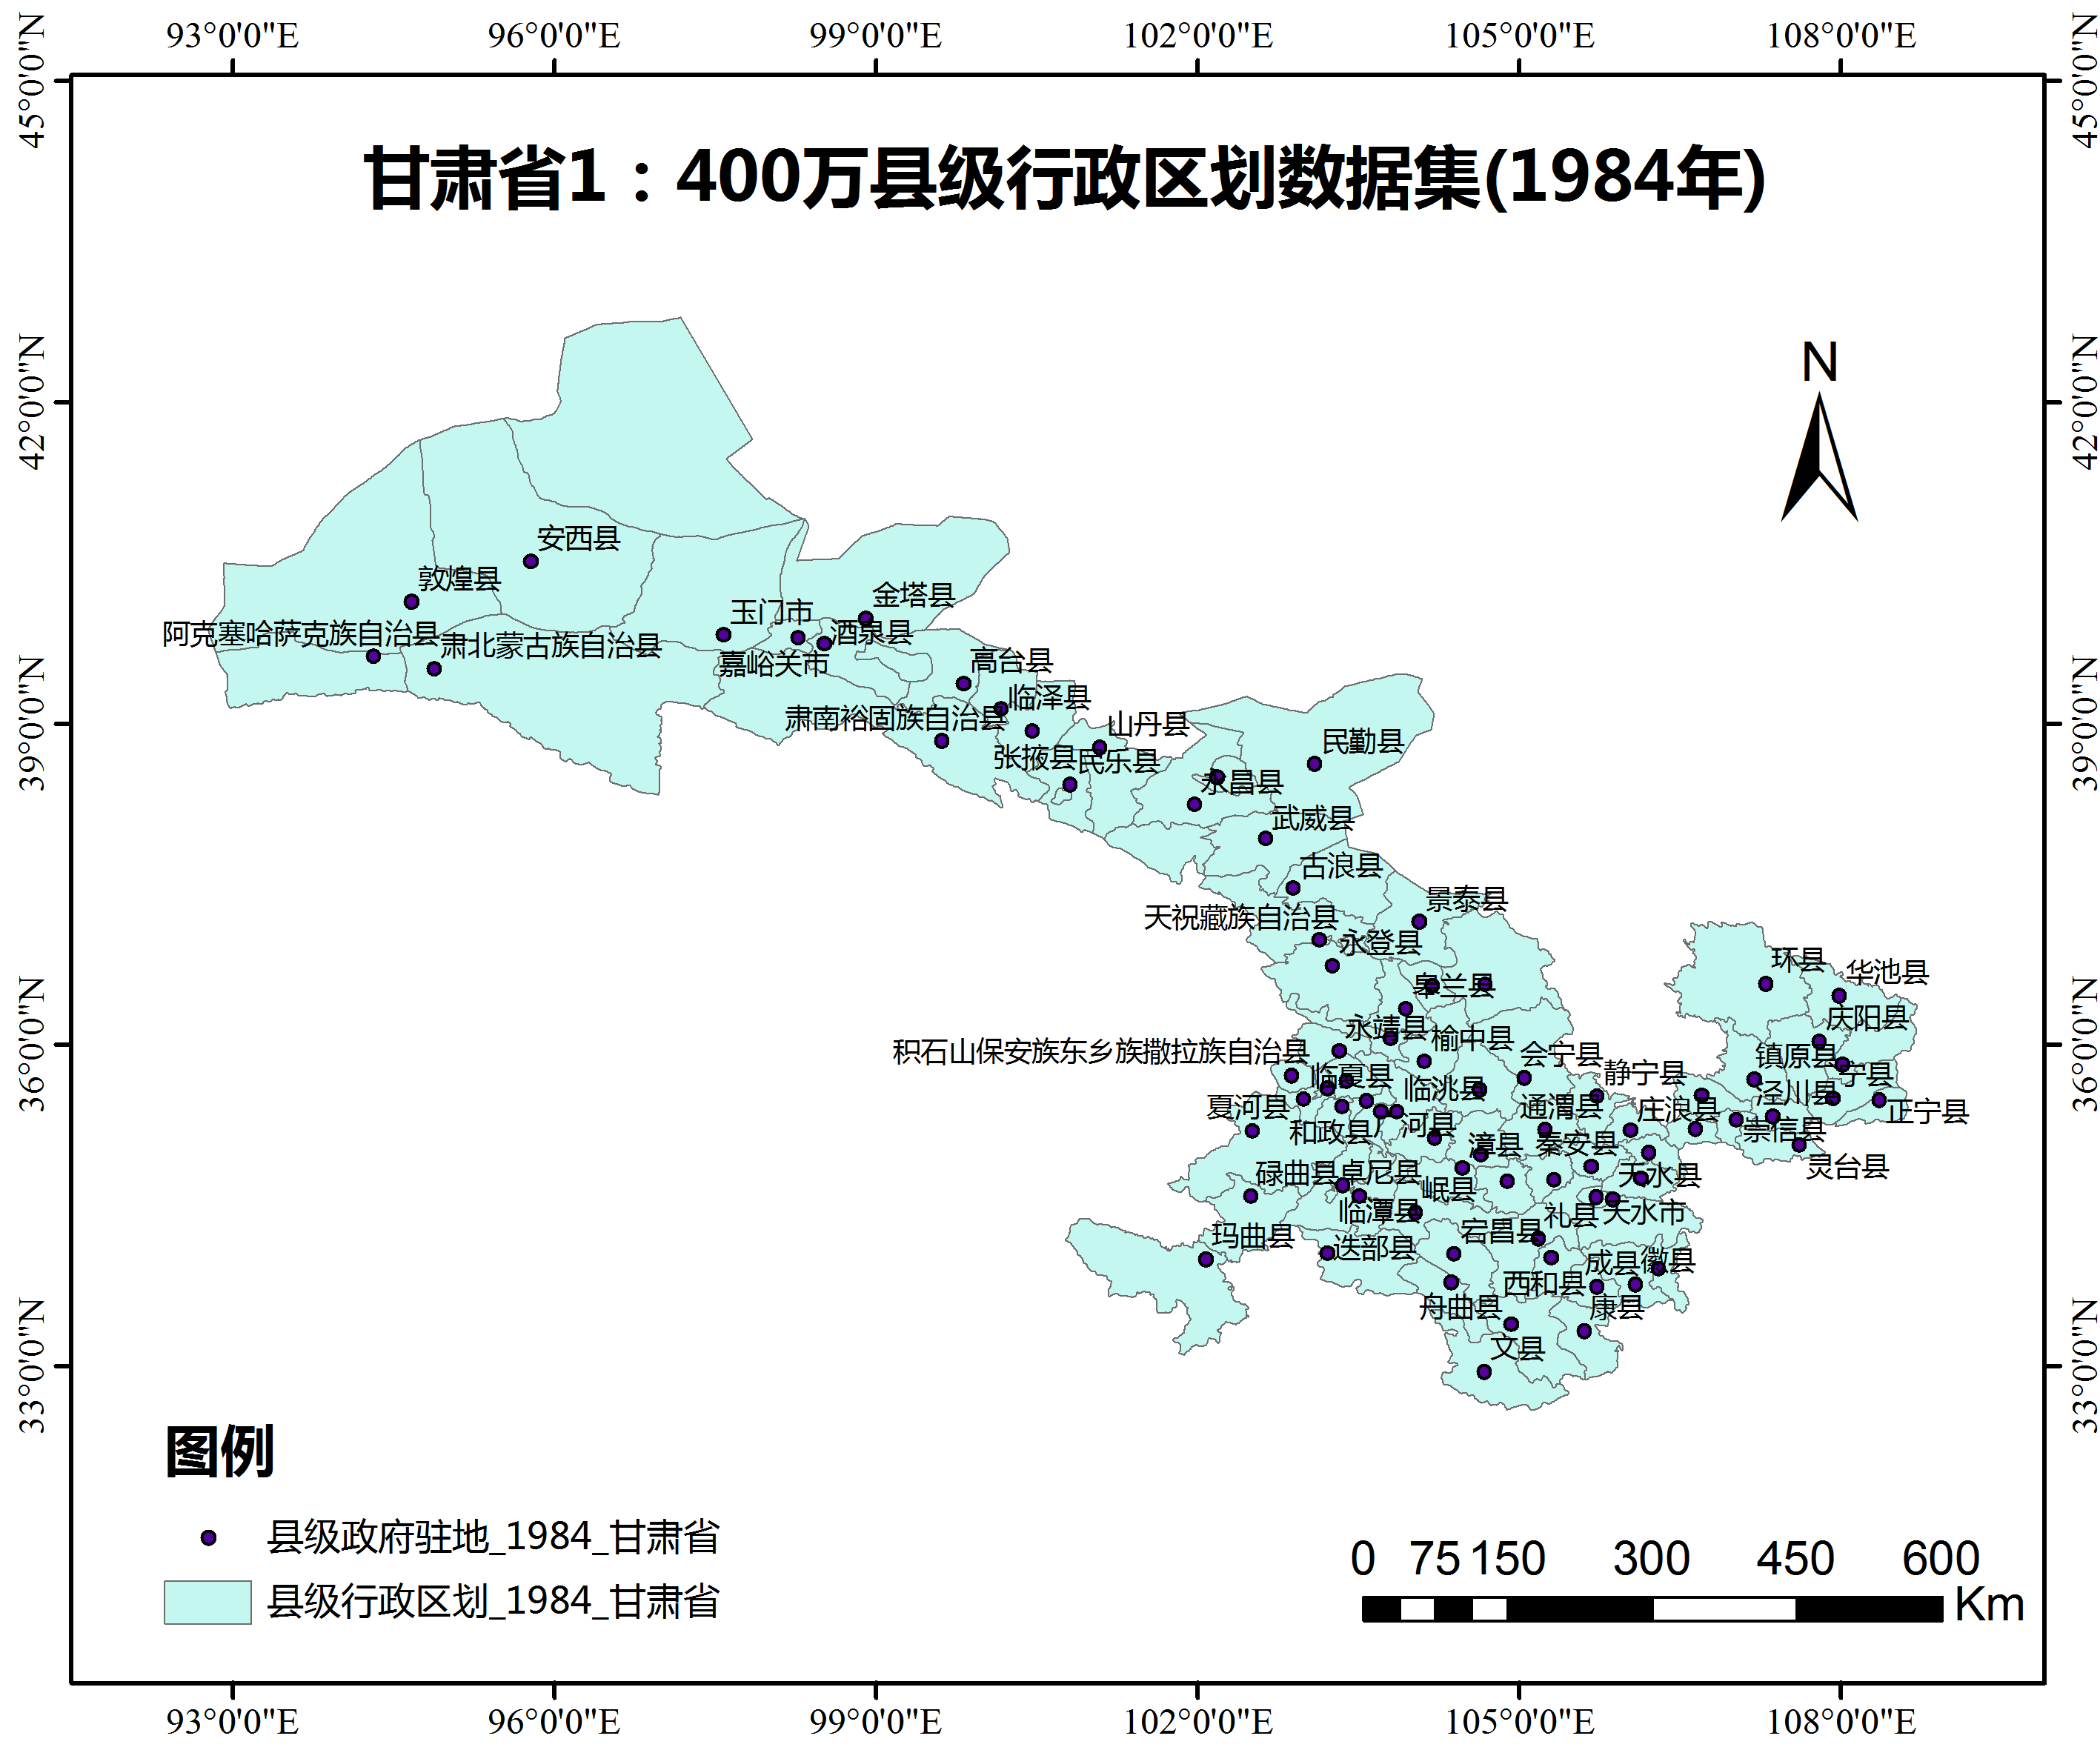 93°0'0"E 96°0'0"E 99°0'0"E 102°0'0"E 105°0'0"E 108°0'0"E
45°0'0"N
45°0'0"N
甘肃省1：400万县级行政区划数据集(1984年)
N
42°0'0"N
42°0'0"N
安西县
敦煌县
金塔县
玉门市
酒泉县
阿克塞哈萨克族自治县
肃北蒙古族自治县
嘉峪关市
高台县
临泽县
39°0'0"N
39°0'0"N
肃南裕固族自治县
山丹县
民勤县
张掖县
民乐县
永昌县
武威县
古浪县
景泰县
天祝藏族自治县
永登县
环县
华池县
皋兰县
庆阳县
36°0'0"N
36°0'0"N
永靖县
榆中县
积石山保安族东乡族撒拉族自治县
会宁县
镇原县
静宁县
宁县
临夏县
临洮县
泾川县
夏河县
通渭县
庄浪县
正宁县
和政县
广河县
崇信县
漳县
秦安县
灵台县
碌曲县
卓尼县
岷县
天水县
临潭县
礼县
天水市
玛曲县
宕昌县
迭部县
成县
徽县
西和县
舟曲县
康县
文县
33°0'0"N
33°0'0"N
图例
县级政府驻地_1984_甘肃省
县级行政区划_1984_甘肃省
0 75 150 300 450 600
Km
93°0'0"E 96°0'0"E 99°0'0"E 102°0'0"E 105°0'0"E 108°0'0"E